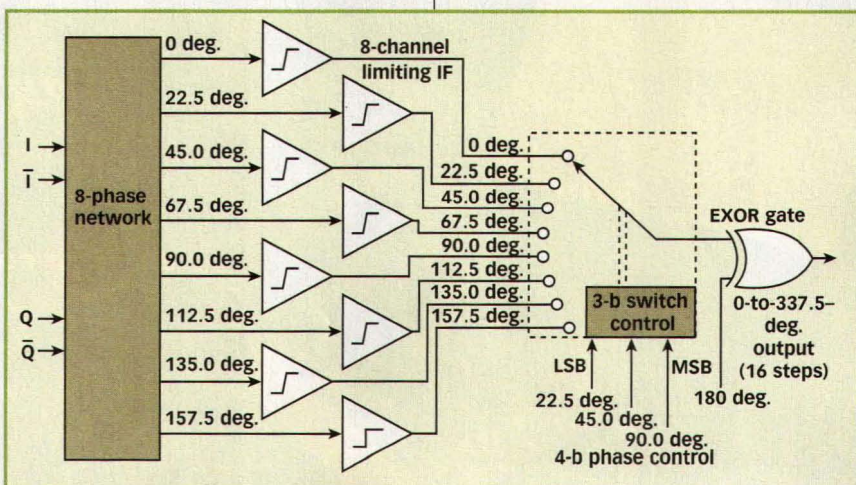 0 deg.
22.5 deg.
45.0 deg.
67.5 deg.
90.0 deg.
112.5 deg.
135.0 deg.
157.5 deg.
I
I̅
8-phase
network
Q
Q̅
8-channel
limiting IF
0 deg.
22.5 deg.
45.0 deg.
67.5 deg.
90.0 deg.
112.5 deg.
135.0 deg.
157.5 deg.
3-b switch
control
LSB
MSB
22.5 deg.
45.0 deg.
90.0 deg.
4-b phase control
EXOR gate
0-to-337.5–
deg.
output
(16 steps)
180 deg.